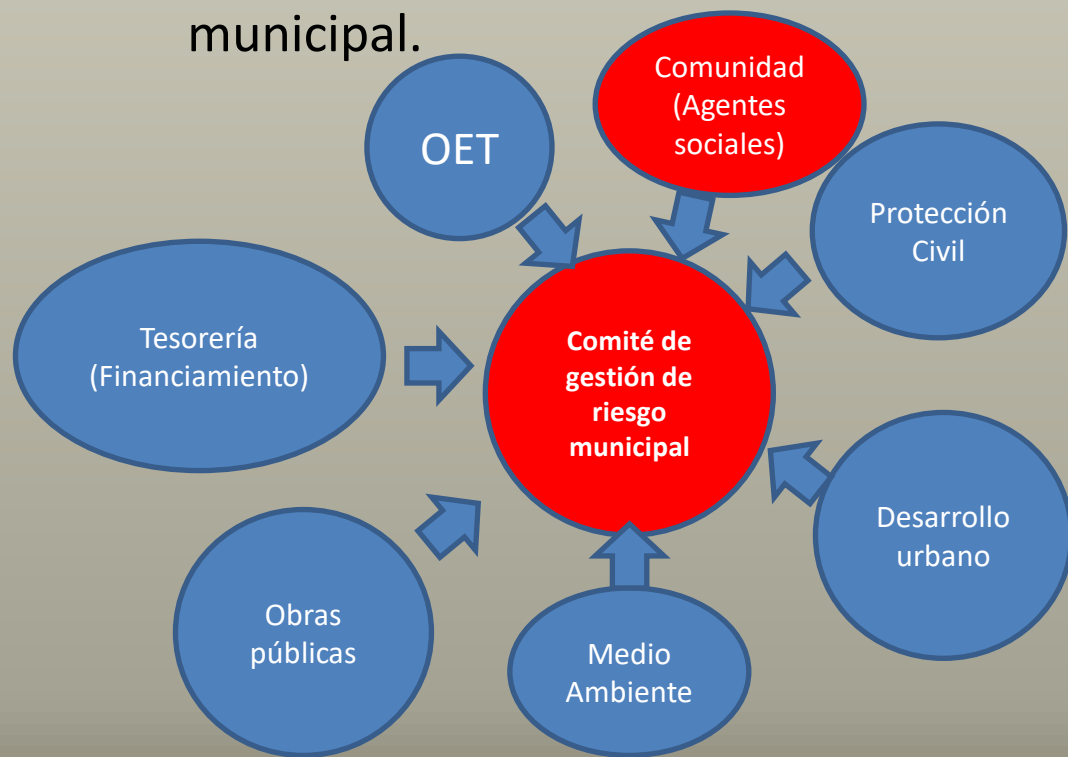 municipal.
OET
Comunidad
(Agentes
sociales)
Protección
Civil
Tesorería
(Financiamiento)
Comité de
gestión de
riesgo
municipal
Desarrollo
urbano
Obras
públicas
Medio
Ambiente